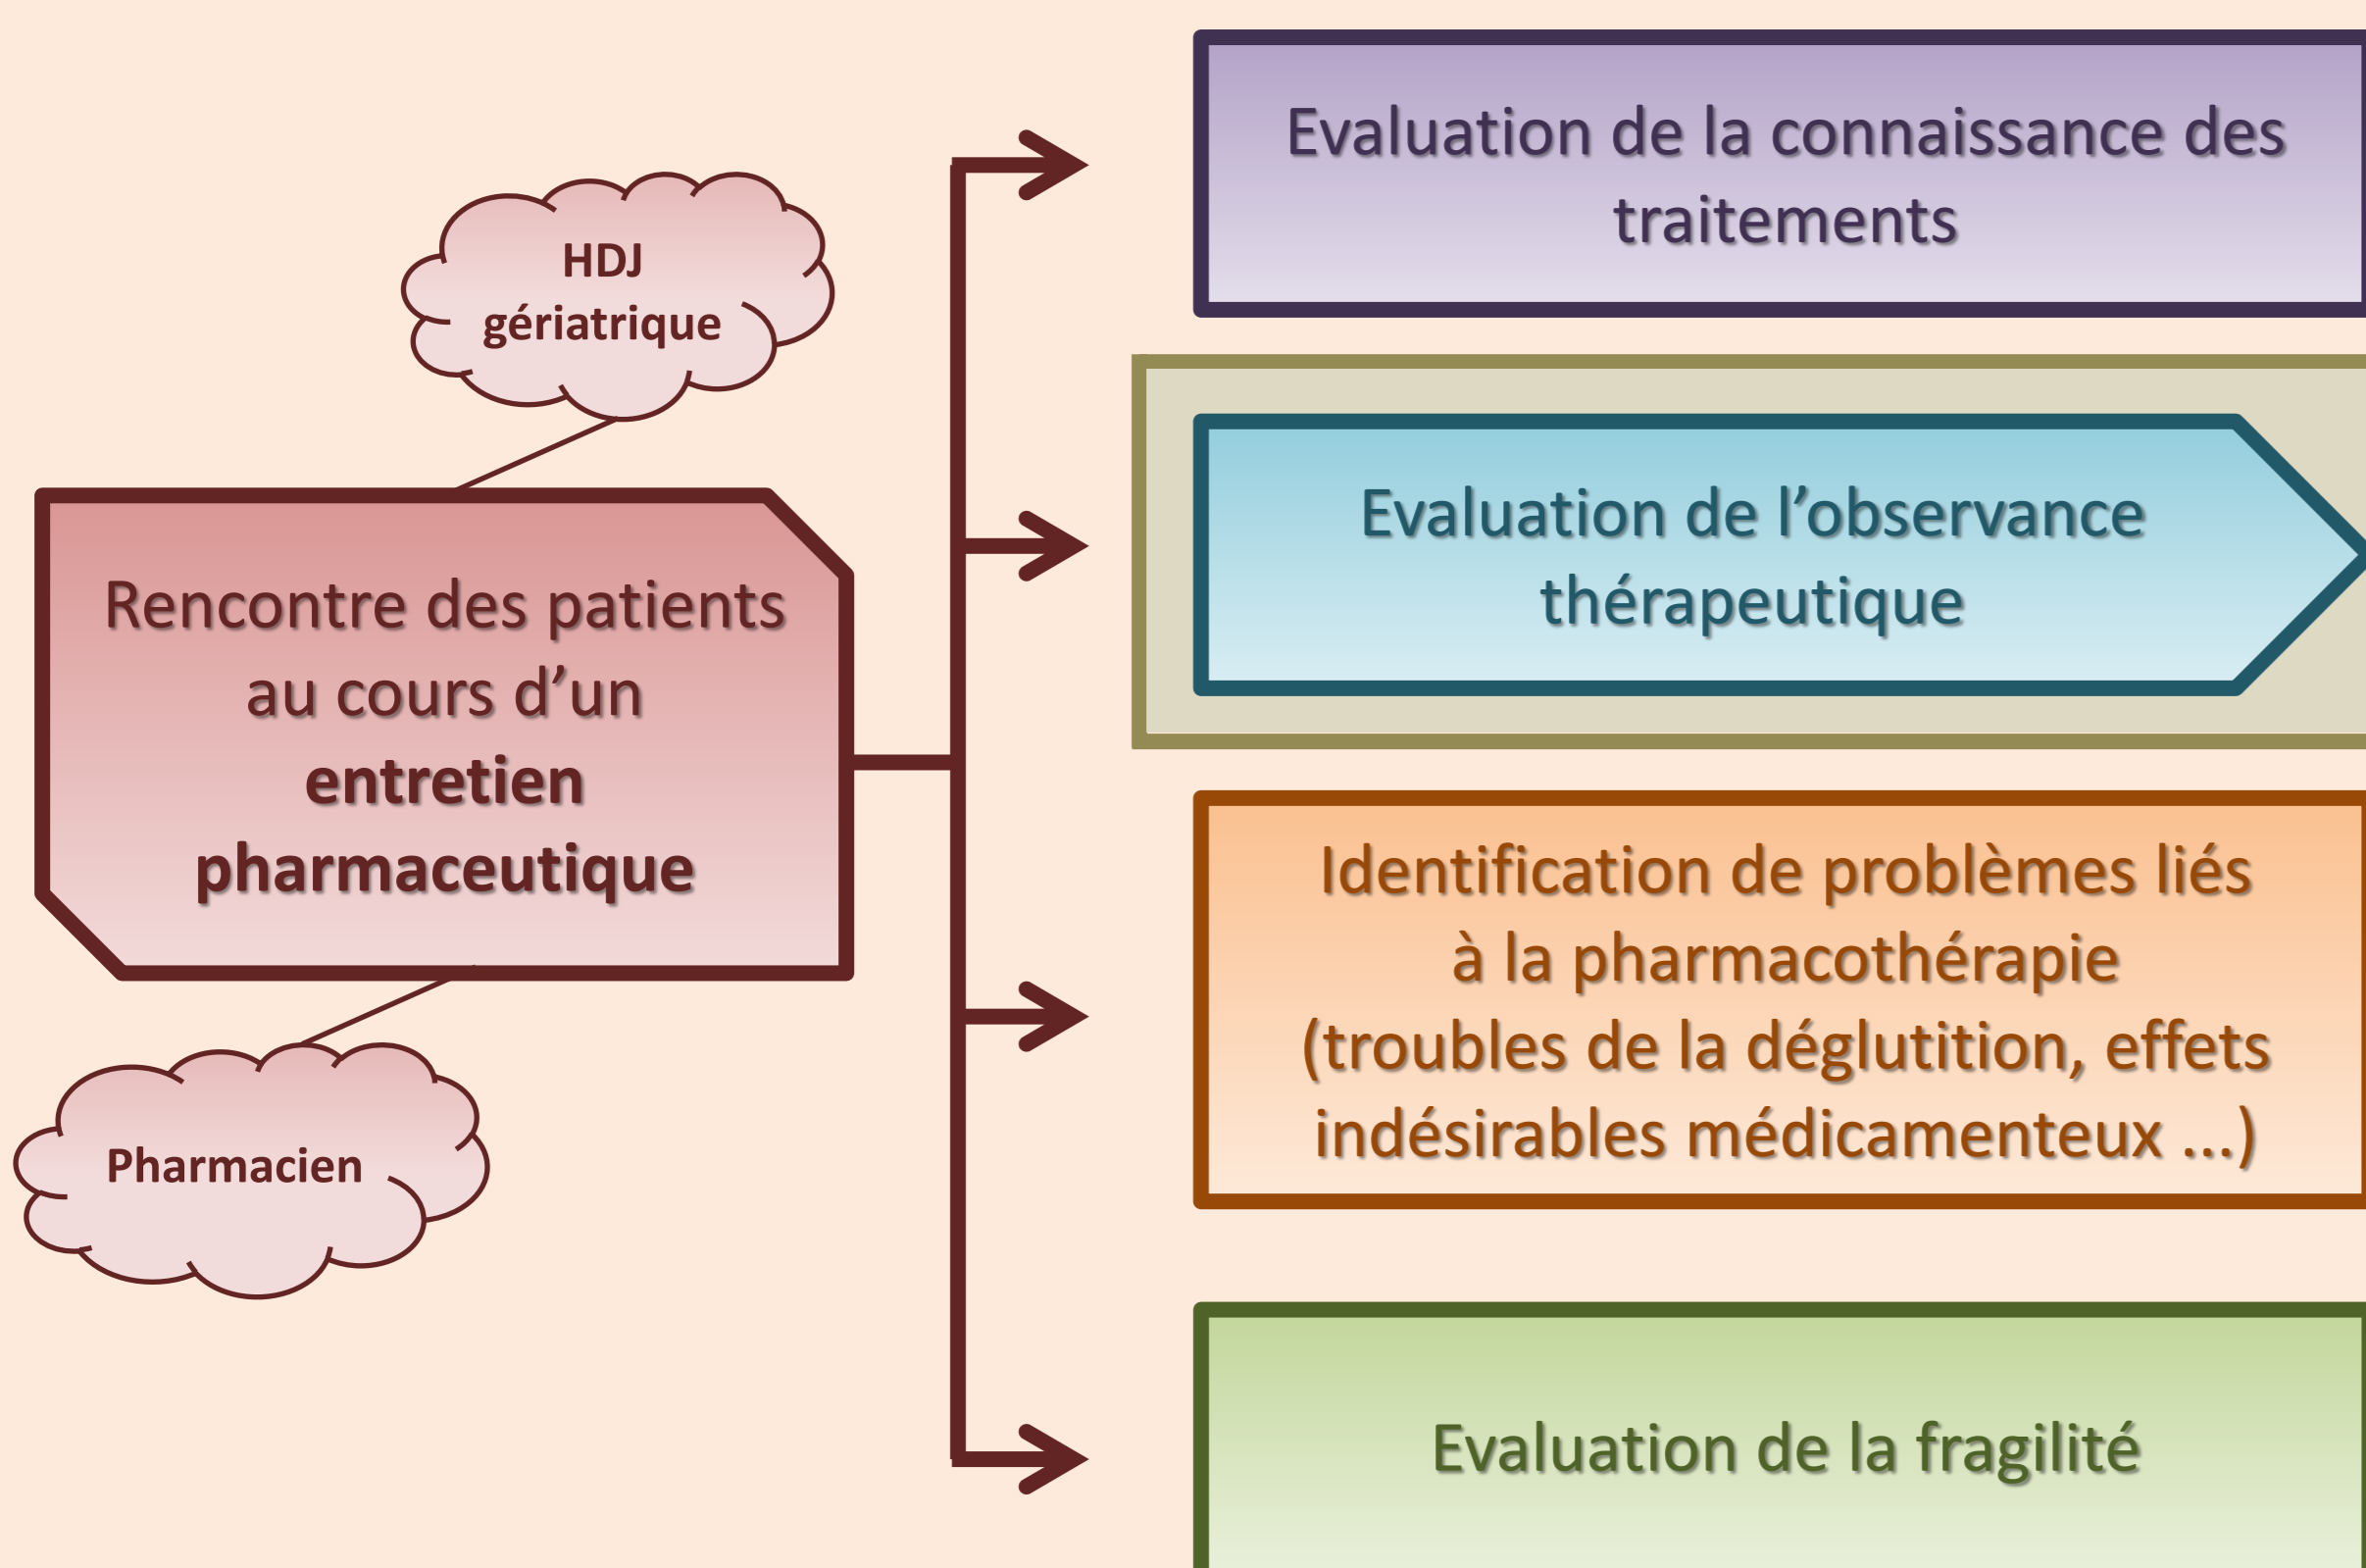 HDJ
gériatrique
Rencontre des patients
au cours d’un
entretien
pharmaceutique
Pharmacien
Evaluation de la connaissance des
traitements
Evaluation de l’observance
thérapeutique
Identification de problèmes liés
à la pharmacothérapie
(troubles de la déglutition, effets
indésirables médicamenteux ...)
Evaluation de la fragilité